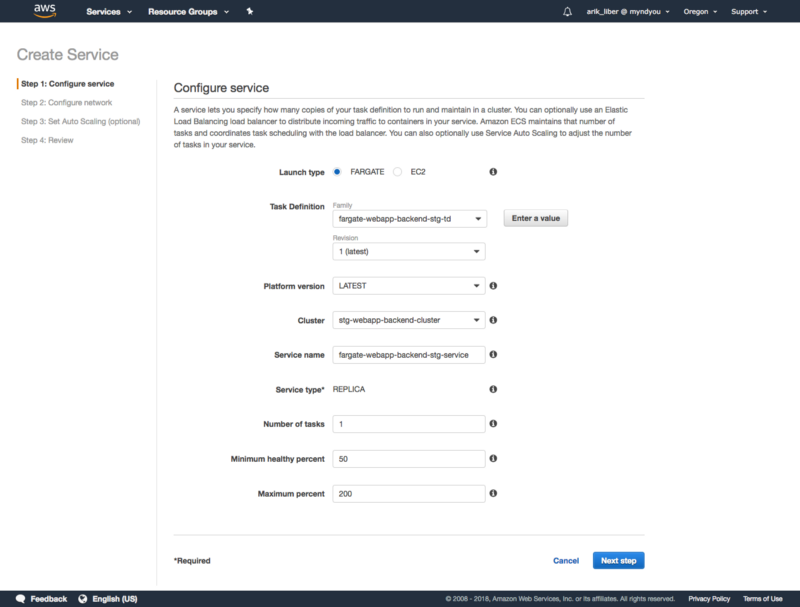 aws
Services
Resource Groups
arik_liber @ myndyou
Oregon
Support
Create Service
Step 1: Configure service
Step 2: Configure network
Step 3: Set Auto Scaling (optional)
Step 4: Review
Configure service
A service lets you specify how many copies of your task definition to run and maintain in a cluster. You can optionally use an Elastic
Load Balancing load balancer to distribute incoming traffic to containers in your service. Amazon ECS maintains that number of
tasks and coordinates task scheduling with the load balancer. You can also optionally use Service Auto Scaling to adjust the number
of tasks in your service.
Launch type FARGATE EC2
Task Definition
Family
fargate-webapp-backend-stg-td
Enter a value
Revision
1 (latest)
Platform version LATEST
Cluster stg-webapp-backend-cluster
Service name fargate-webapp-backend-stg-service
Service type* REPLICA
Number of tasks 1
Minimum healthy percent 50
Maximum percent 200
*Required
Cancel
Next step
Feedback
English (US)
© 2008 - 2018, Amazon Web Services, Inc. or its affiliates. All rights reserved.
Privacy Policy
Terms of Use